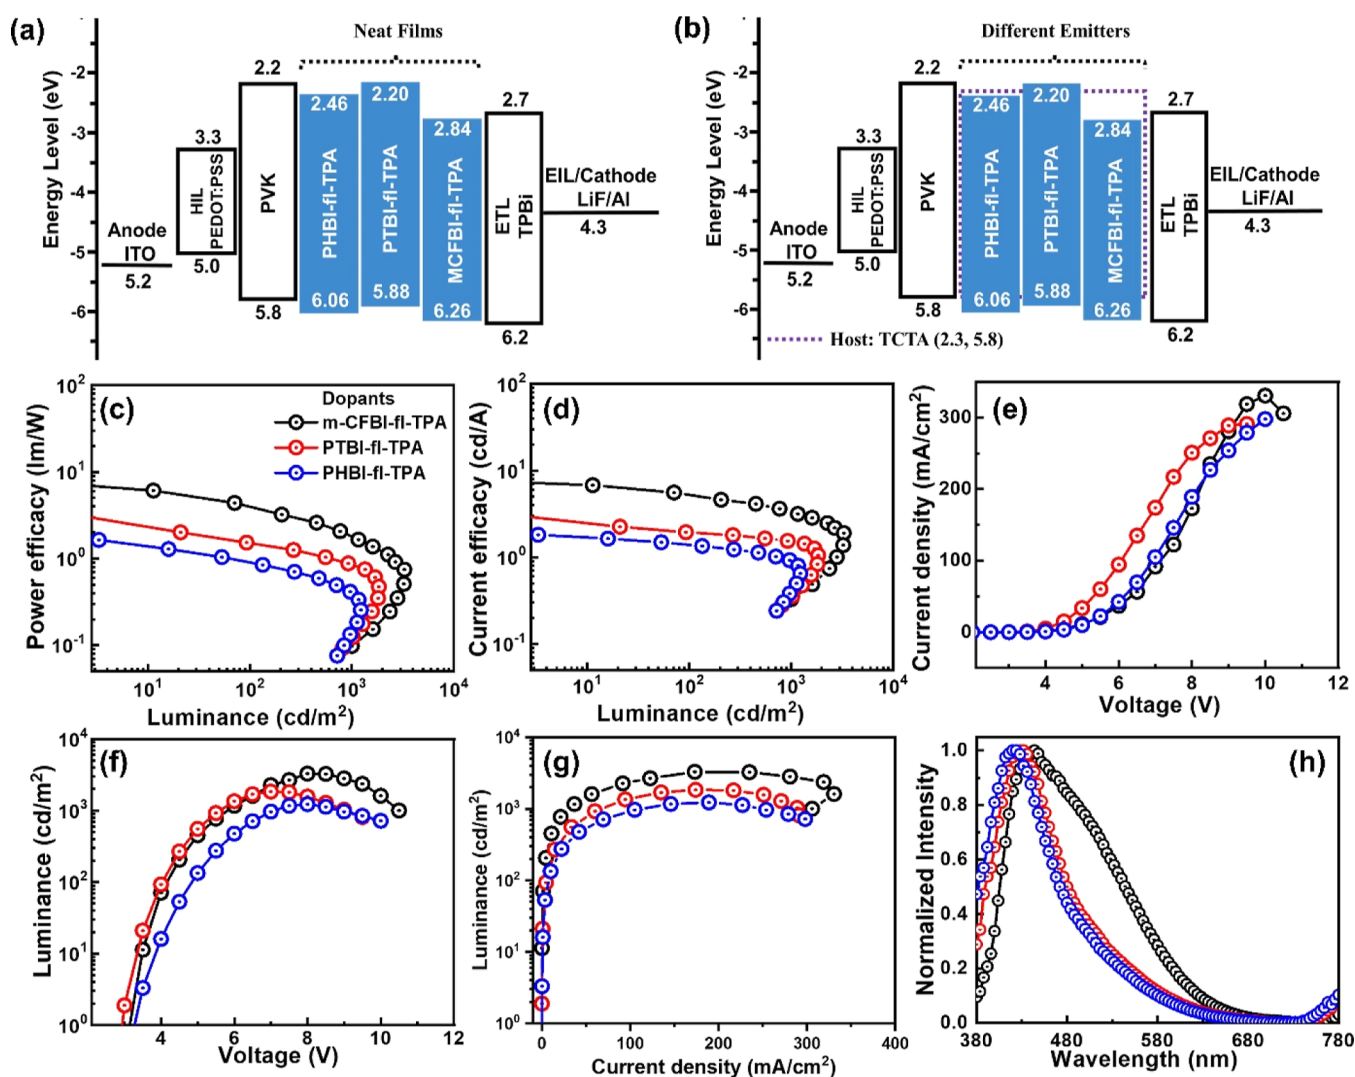 (a)
Neat Films
Energy Level (eV)
-2
-3
-4
-5
-6
Anode
ITO
5.2
3.3
HIL
PEDOT:PSS
5.0
2.2
PVK
5.8
2.46
PHBI-fl-TPA
6.06
2.20
PTBI-fl-TPA
5.88
2.84
MCFBI-fl-TPA
6.26
2.7
ETL
TPBi
6.2
EIL/Cathode
LiF/Al
4.3
(b)
Different Emitters
Energy Level (eV)
-2
-3
-4
-5
-6
Anode
ITO
5.2
3.3
HIL
PEDOT:PSS
5.0
2.2
PVK
5.8
2.46
PHBI-fl-TPA
6.06
2.20
PTBI-fl-TPA
5.88
2.84
MCFBI-fl-TPA
6.26
2.7
ETL
TPBi
6.2
EIL/Cathode
LiF/Al
4.3
Host: TCTA (2.3, 5.8)
(c)
Dopants
m-CFBI-fl-TPA
PTBI-fl-TPA
PHBI-fl-TPA
Power efficacy (lm/W)
10²
10¹
10⁰
10⁻¹
10¹ 10² 10³ 10⁴
Luminance (cd/m²)
(d)
Current efficacy (cd/A)
10²
10¹
10⁰
10⁻¹
10¹ 10² 10³ 10⁴
Luminance (cd/m²)
(e)
Current density (mA/cm²)
300
200
100
0
4 6 8 10 12
Voltage (V)
(f)
Luminance (cd/m²)
10⁴
10³
10²
10¹
10⁰
4 6 8 10 12
Voltage (V)
(g)
Luminance (cd/m²)
10⁴
10³
10²
10¹
10⁰
0 100 200 300 400
Current density (mA/cm²)
(h)
Normalized Intensity
1.0
0.8
0.6
0.4
0.2
0.0
380 480 580 680 780
Wavelength (nm)